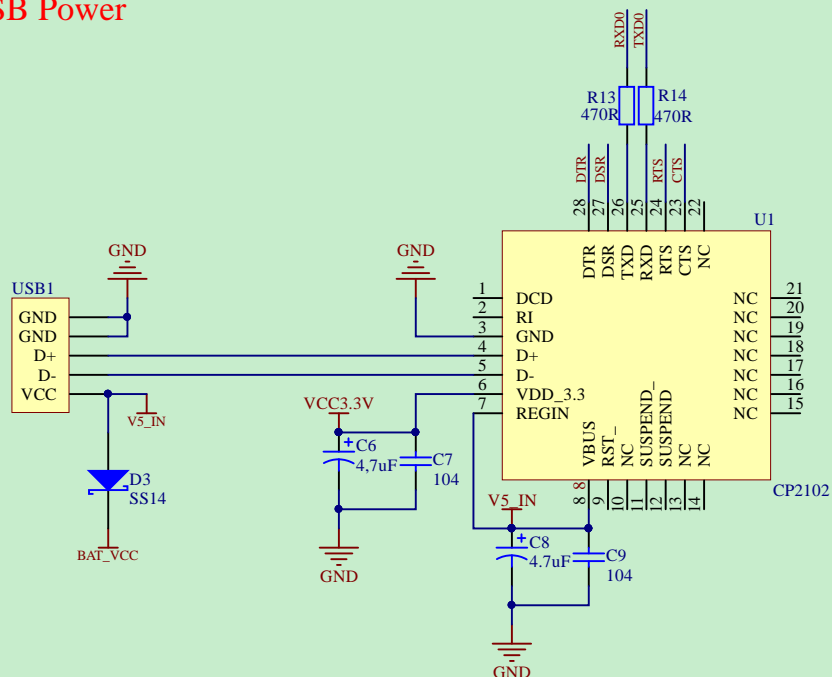 SB Power
RXD0
TXD0
R13
470R
R14
470R
DTR
DSR
RTS
CTS
28
27
26
25
24
23
22
U1
DTR
DSR
TXD
RXD
RTS
CTS
NC
GND
GND
USB1
GND
GND
D+
D-
VCC
V5_IN
D3
SS14
BAT_VCC
1 DCD
2 RI
3 GND
4 D+
5 D-
6 VDD_3.3
7 REGIN
NC 21
NC 20
NC 19
NC 18
NC 17
NC 16
NC 15
VBUS
RST_
NC
SUSPEND_
SUSPEND
NC
NC
8
8
9
10
11
12
13
14
CP2102
VCC3.3V
+ C6
4,7uF
C7
104
GND
V5_IN
+ C8
4.7uF
C9
104
GND